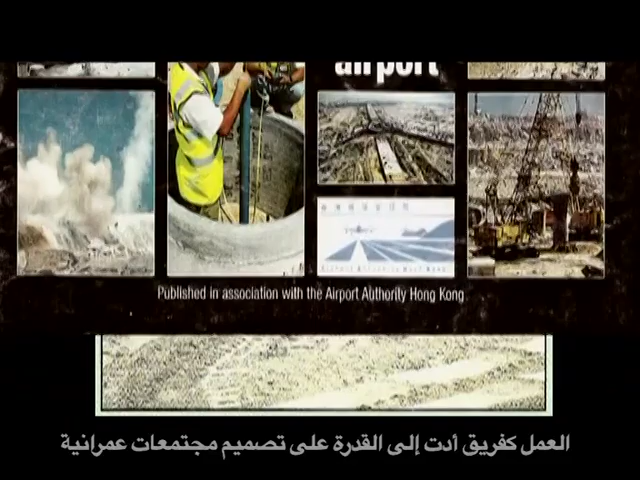 airport
Published in association with the Airport Authority Hong Kong
العمل كفريق أدت إلى القدرة على تصميم مجتمعات عمرانية